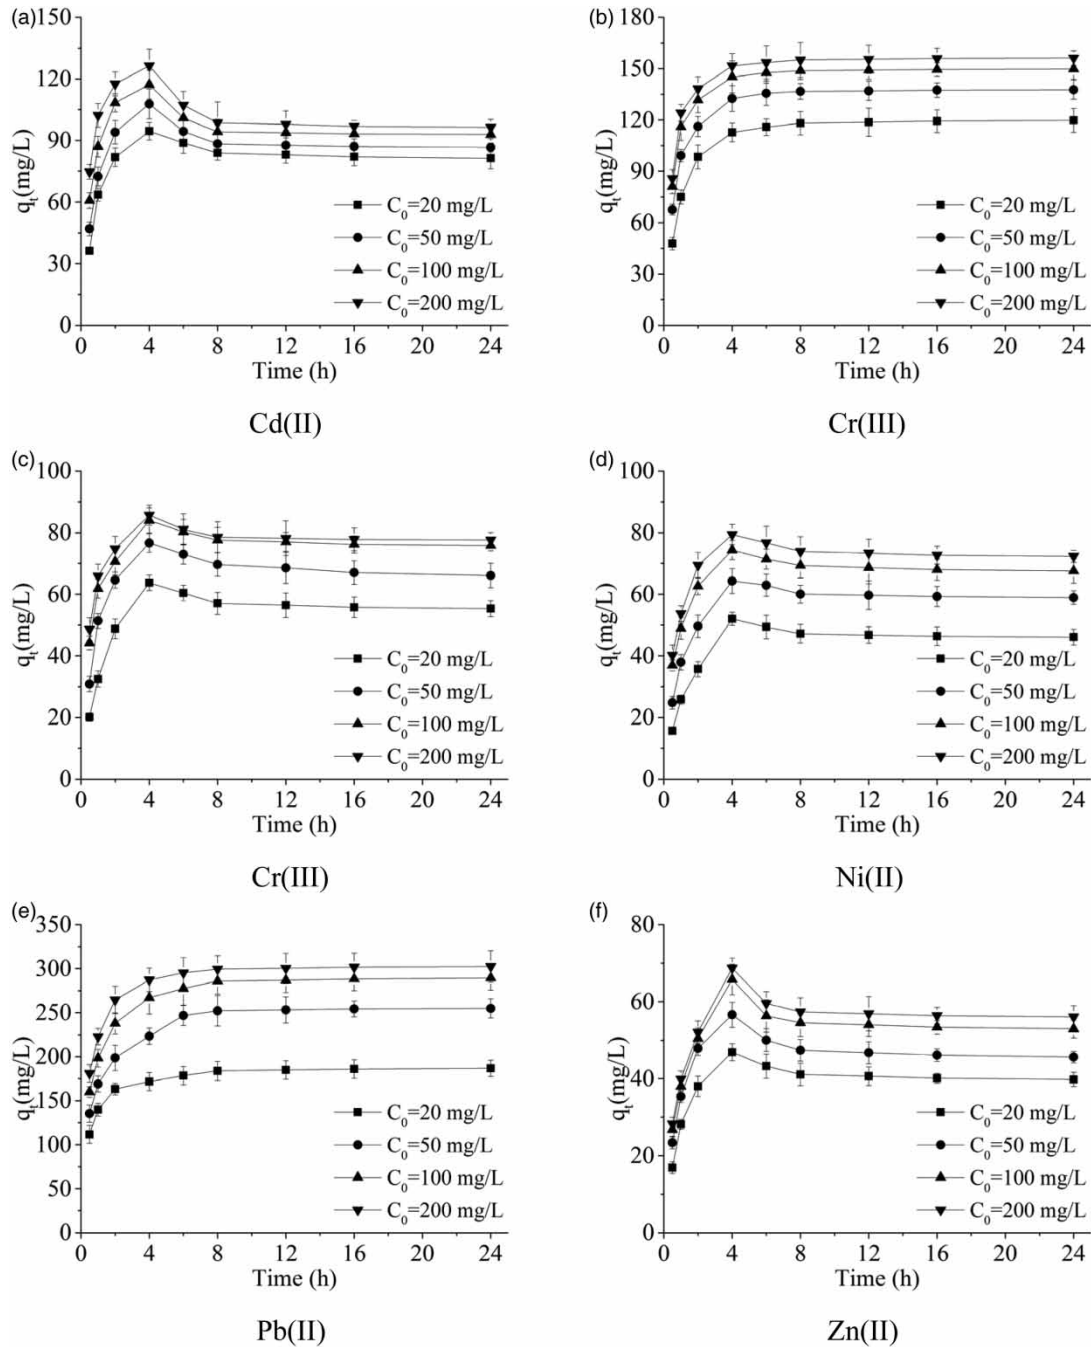 (a)
150
120
90
60
30
0
q_t(mg/L)
C₀=20 mg/L
C₀=50 mg/L
C₀=100 mg/L
C₀=200 mg/L
0 4 8 12 16 20 24
Time (h)
Cd(II)
(b)
180
150
120
90
60
30
0
q_t(mg/L)
C₀=20 mg/L
C₀=50 mg/L
C₀=100 mg/L
C₀=200 mg/L
0 4 8 12 16 20 24
Time (h)
Cr(III)
(c)
100
80
60
40
20
0
q_t(mg/L)
C₀=20 mg/L
C₀=50 mg/L
C₀=100 mg/L
C₀=200 mg/L
0 4 8 12 16 20 24
Time (h)
Cr(III)
(d)
100
80
60
40
20
0
q_t(mg/L)
C₀=20 mg/L
C₀=50 mg/L
C₀=100 mg/L
C₀=200 mg/L
0 4 8 12 16 20 24
Time (h)
Ni(II)
(e)
350
300
250
200
150
100
50
0
q_t(mg/L)
C₀=20 mg/L
C₀=50 mg/L
C₀=100 mg/L
C₀=200 mg/L
0 4 8 12 16 20 24
Time (h)
Pb(II)
(f)
80
60
40
20
0
q_t(mg/L)
C₀=20 mg/L
C₀=50 mg/L
C₀=100 mg/L
C₀=200 mg/L
0 4 8 12 16 20 24
Time (h)
Zn(II)